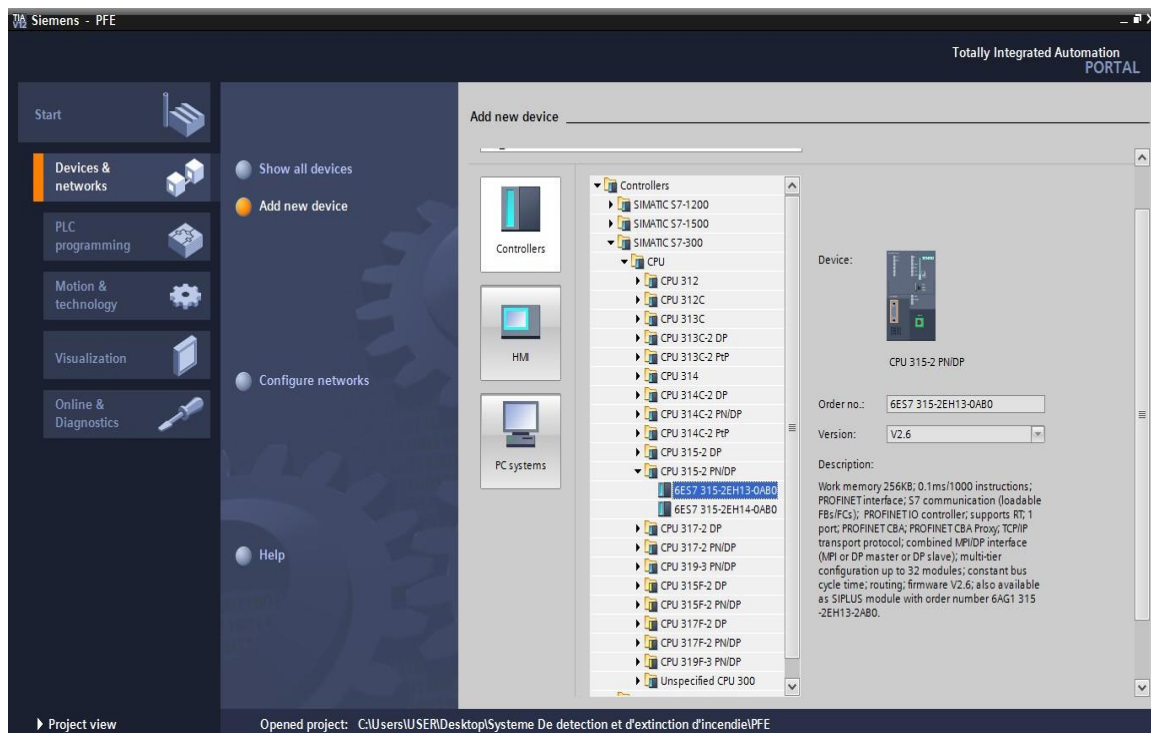 TIA
V12
Siemens - PFE
Totally Integrated Automation
PORTAL
Start
Devices &
networks
PLC
programming
Motion &
technology
Visualization
Online &
Diagnostics
Show all devices
Add new device
Configure networks
Help
Add new device
Controllers
HMI
PC systems
Controllers
SIMATIC S7-1200
SIMATIC S7-1500
SIMATIC S7-300
CPU
CPU 312
CPU 312C
CPU 313C
CPU 313C-2 DP
CPU 313C-2 PtP
CPU 314
CPU 314C-2 DP
CPU 314C-2 PN/DP
CPU 314C-2 PtP
CPU 315-2 DP
CPU 315-2 PN/DP
6ES7 315-2EH13-0AB0
6ES7 315-2EH14-0AB0
CPU 317-2 DP
CPU 317-2 PN/DP
CPU 319-3 PN/DP
CPU 315F-2 DP
CPU 315F-2 PN/DP
CPU 317F-2 DP
CPU 317F-2 PN/DP
CPU 319F-3 PN/DP
Unspecified CPU 300
Device:
CPU 315-2 PN/DP
Order no.: 6ES7 315-2EH13-0AB0
Version: V2.6
Description:
Work memory 256KB; 0.1ms/1000 instructions;
PROFINET interface; S7 communication (loadable
FBs/FCs); PROFINET IO controller; supports RT; 1
port; PROFINET CBA; PROFINET CBA Proxy; TCP/IP
transport protocol; combined MPI/DP interface
(MPI or DP master or DP slave); multi-tier
configuration up to 32 modules; constant bus
cycle time; routing; firmware V2.6; also available
as SIPLUS module with order number 6AG1 315
-2EH13-2AB0.
Project view
Opened project: C:\Users\USER\Desktop\Systeme De detection et d'extinction d'incendie\PFE